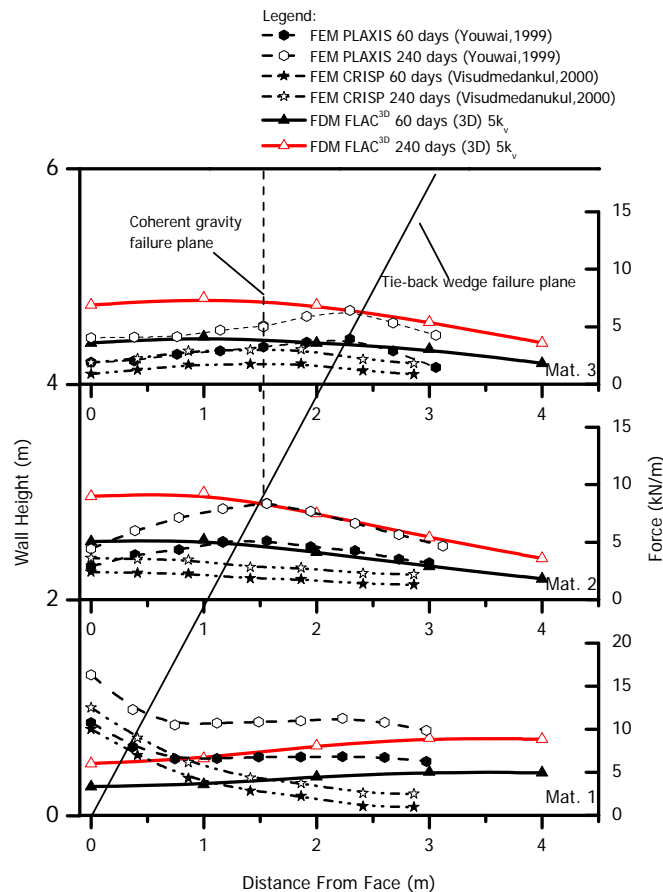 Legend:
FEM PLAXIS 60 days (Youwai,1999)
FEM PLAXIS 240 days (Youwai,1999)
FEM CRISP 60 days (Visudmedankul,2000)
FEM CRISP 240 days (Visudmedanukul,2000)
FDM FLAC3D 60 days (3D) 5kv
FDM FLAC3D 240 days (3D) 5kv
6
Coherent gravity
failure plane
15
Tie-back wedge failure plane
10
5
Mat. 3
4
0
0 1 2 3 4
15
10
5
Mat. 2
2
0
0 1 2 3 4
20
15
10
5
Mat. 1
0
0
0 1 2 3 4
Wall Height (m)
Force (kN/m)
Distance From Face (m)